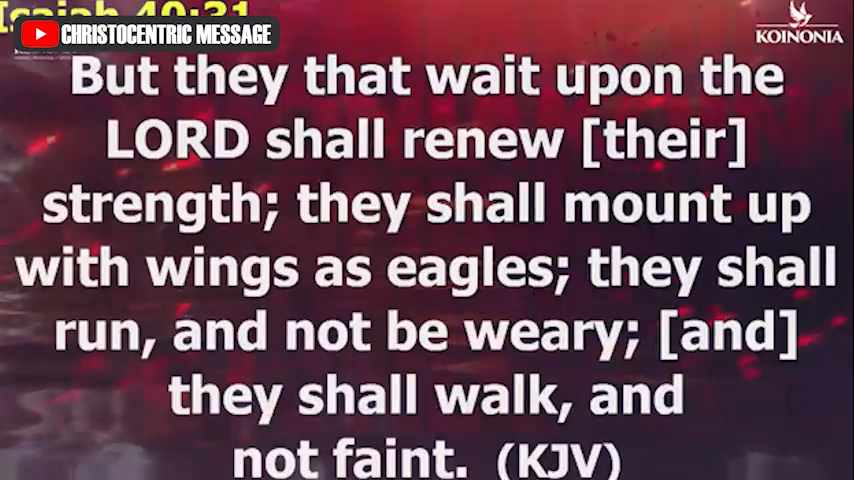 Isaiah 40:31
CHRISTOCENTRIC MESSAGE
KOINONIA
But they that wait upon the
LORD shall renew [their]
strength; they shall mount up
with wings as eagles; they shall
run, and not be weary; [and]
they shall walk, and
not faint. (KJV)